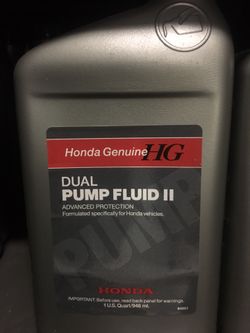 Honda Genuine HG
DUAL
PUMP FLUID II
ADVANCED PROTECTION
Formulated specifically for Honda vehicles.
PUMP
HONDA
IMPORTANT: Before use, read back panel for warnings.
1 U.S. Quart/946 ml.